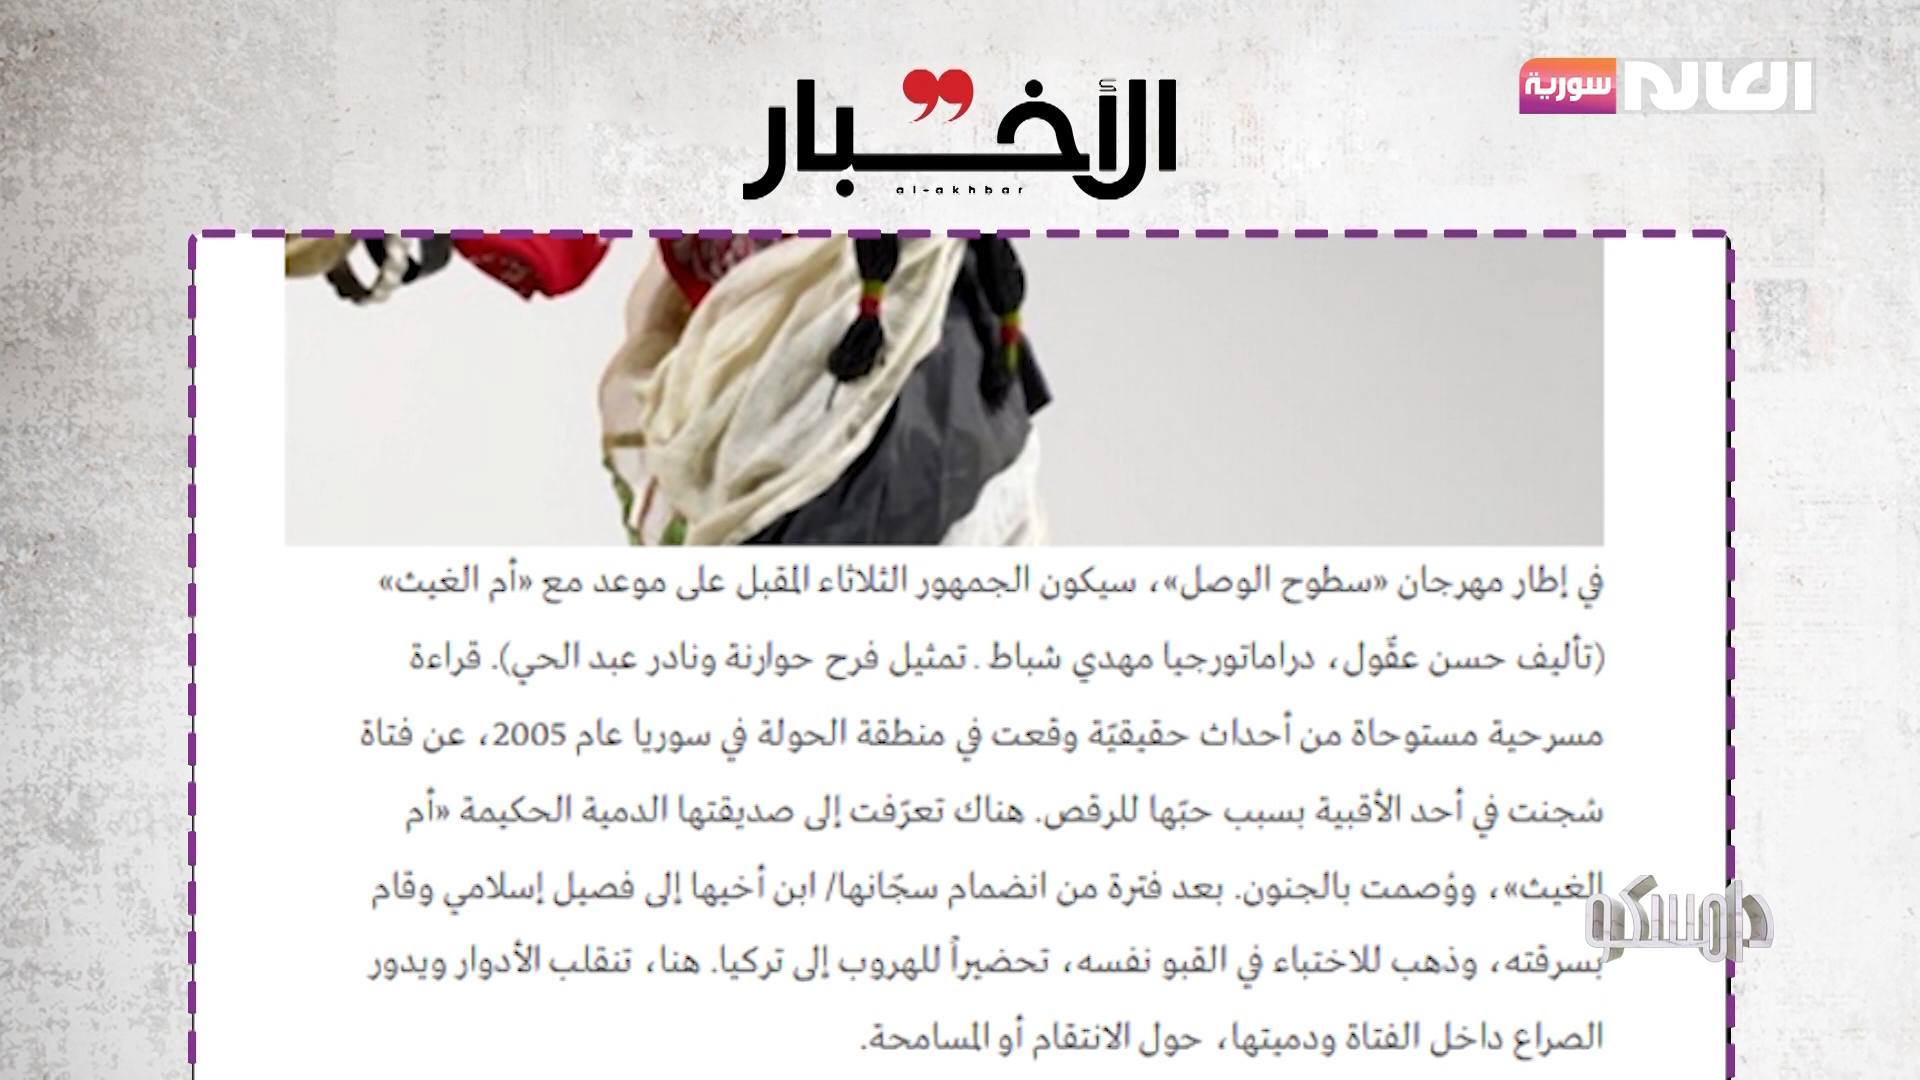 الأخبار
al-akhbar
العالم سورية
في إطار مهرجان «سطوح الوصل»، سيكون الجمهور الثلاثاء المقبل على موعد مع «أم الغيث»
(تأليف حسن عقّول، دراماتورجيا مهدي شباط . تمثيل فرح حوارنة ونادر عبد الحي). قراءة
مسرحية مستوحاة من أحداث حقيقيّة وقعت في منطقة الحولة في سوريا عام 2005، عن فتاة
سُجنت في أحد الأقبية بسبب حبّها للرقص. هناك تعرّفت إلى صديقتها الدمية الحكيمة «أم
الغيث»، ووُصمت بالجنون. بعد فترة من انضمام سجّانها/ ابن أخيها إلى فصيل إسلامي وقام
بسرقته، وذهب للاختباء في القبو نفسه، تحضيراً للهروب إلى تركيا. هنا، تنقلب الأدوار ويدور
الصراع داخل الفتاة ودميتها، حول الانتقام أو المسامحة.
دامسكو